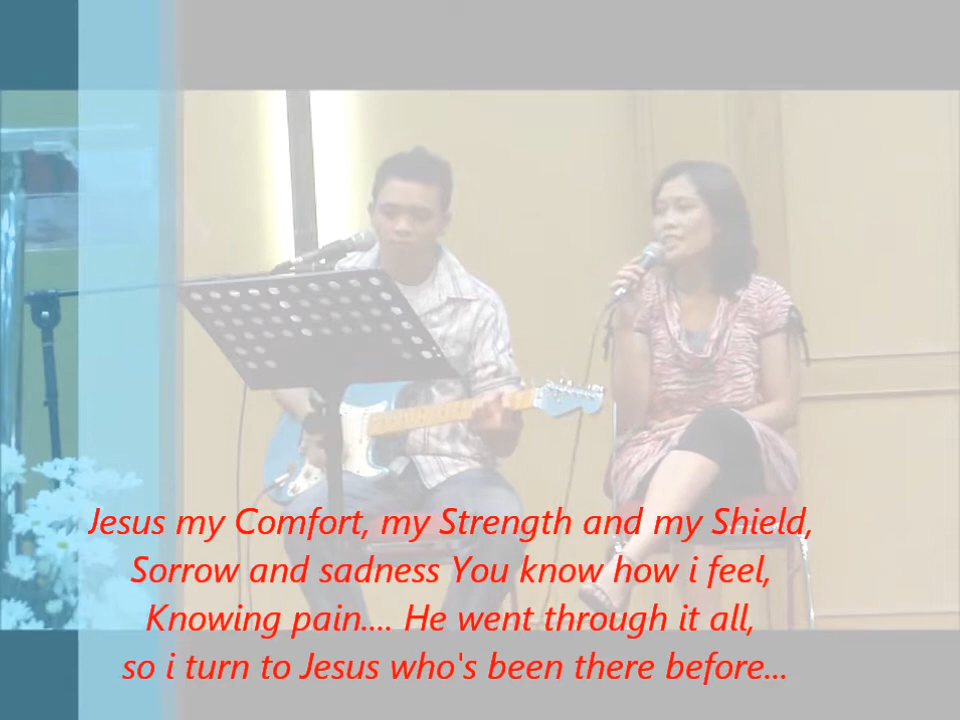 Jesus my Comfort, my Strength and my Shield,
Sorrow and sadness You know how i feel,
Knowing pain.... He went through it all,
so i turn to Jesus who's been there before...